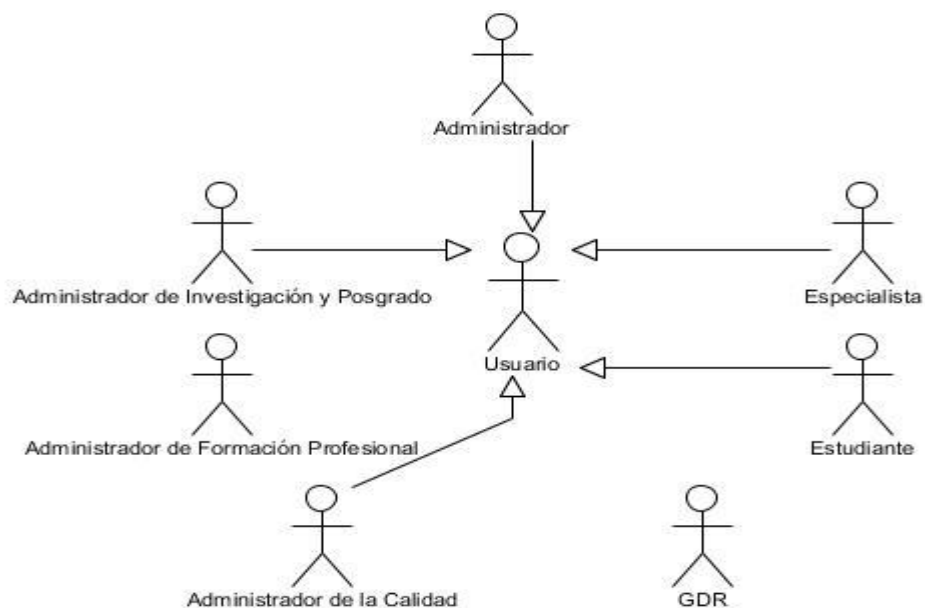 Administrador
Administrador de Investigación y Posgrado
Especialista
Usuario
Administrador de Formación Profesional
Estudiante
Administrador de la Calidad
GDR